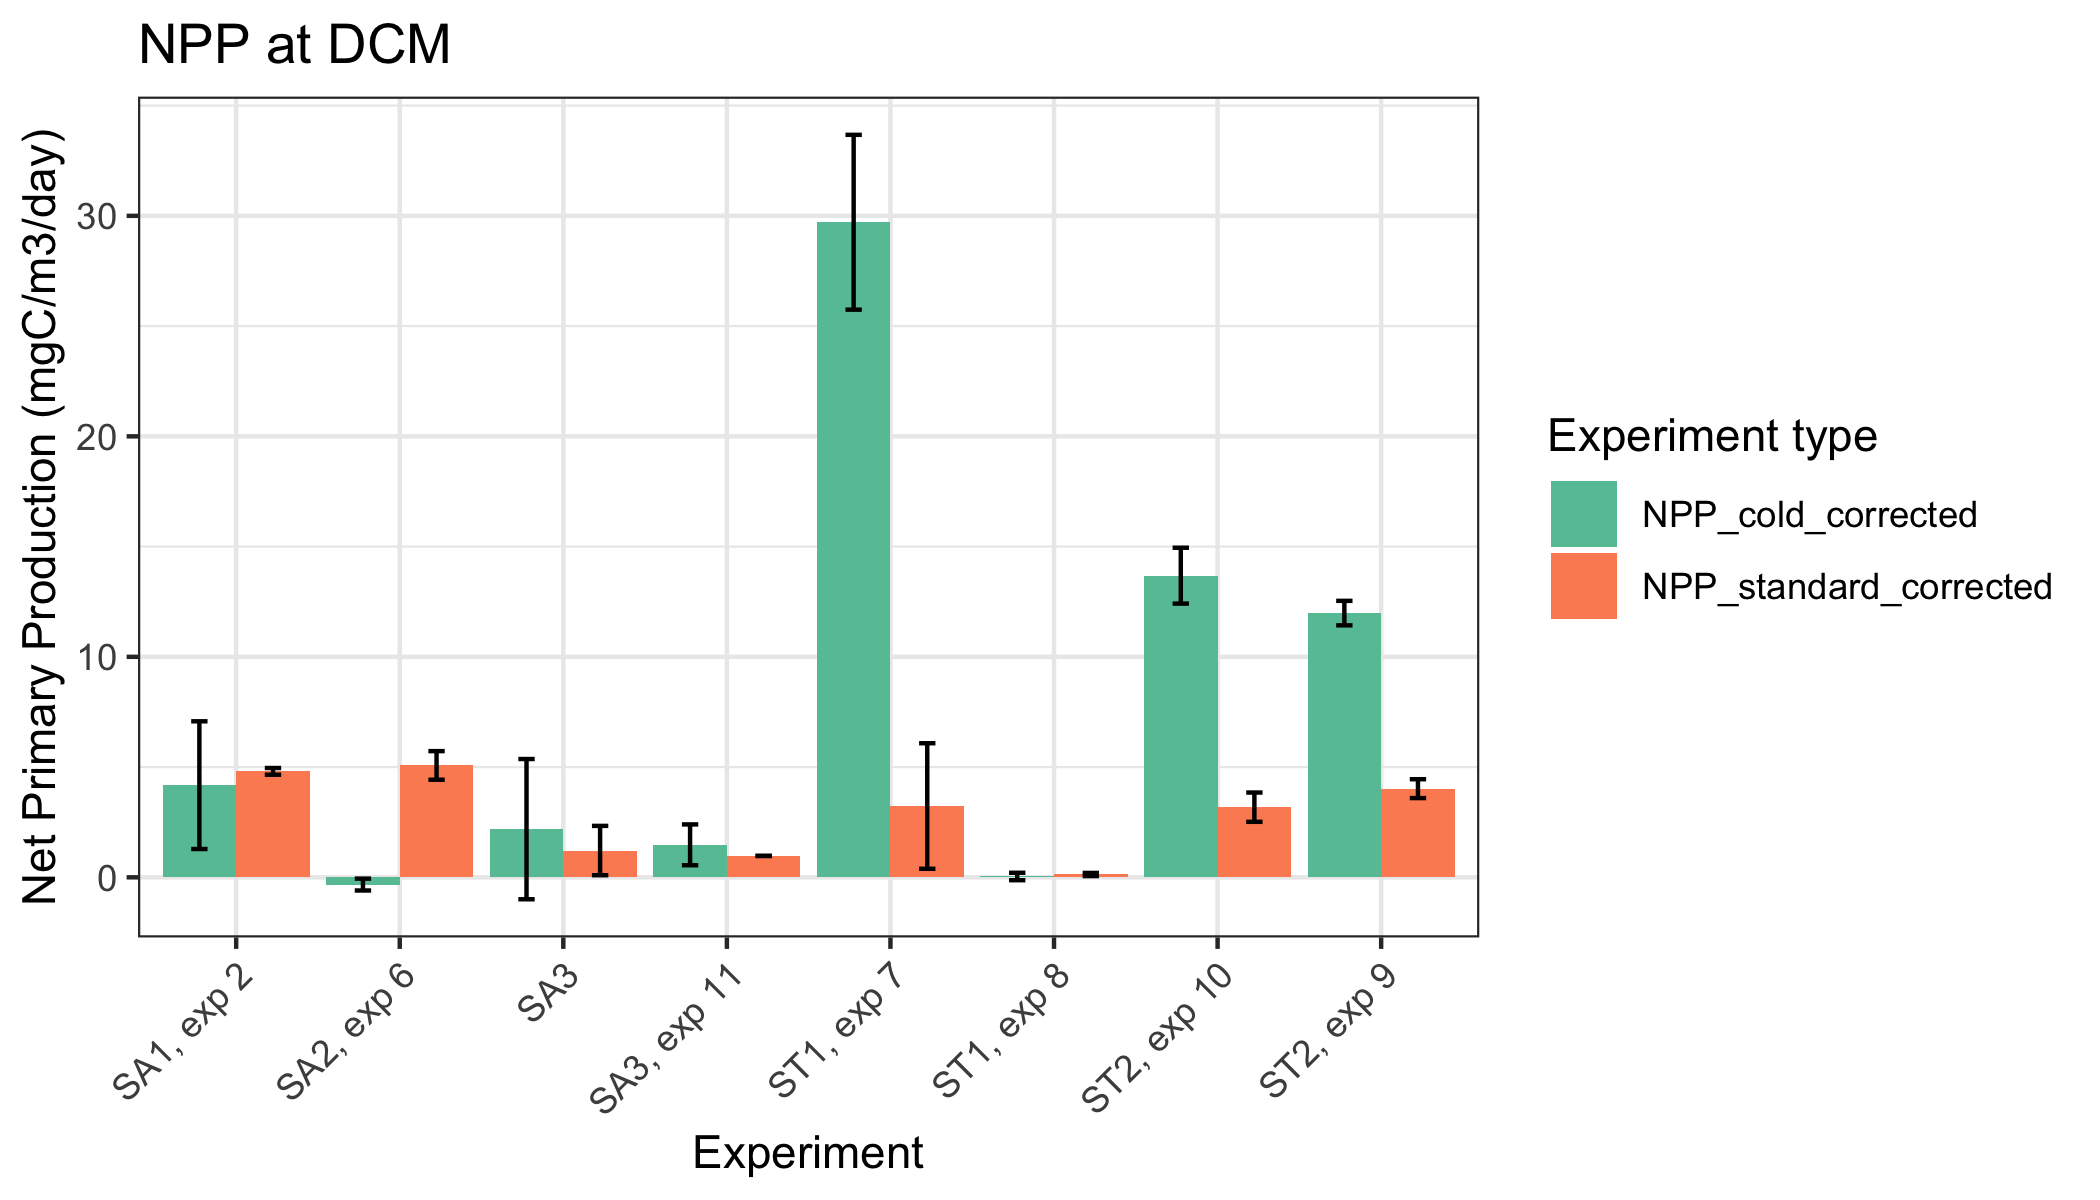 NPP at DCM
Net Primary Production (mgC/m3/day)
30
20
10
0
SA1, exp 2
SA2, exp 6
SA3
SA3, exp 11
ST1, exp 7
ST1, exp 8
ST2, exp 10
ST2, exp 9
Experiment
Experiment type
NPP_cold_corrected
NPP_standard_corrected